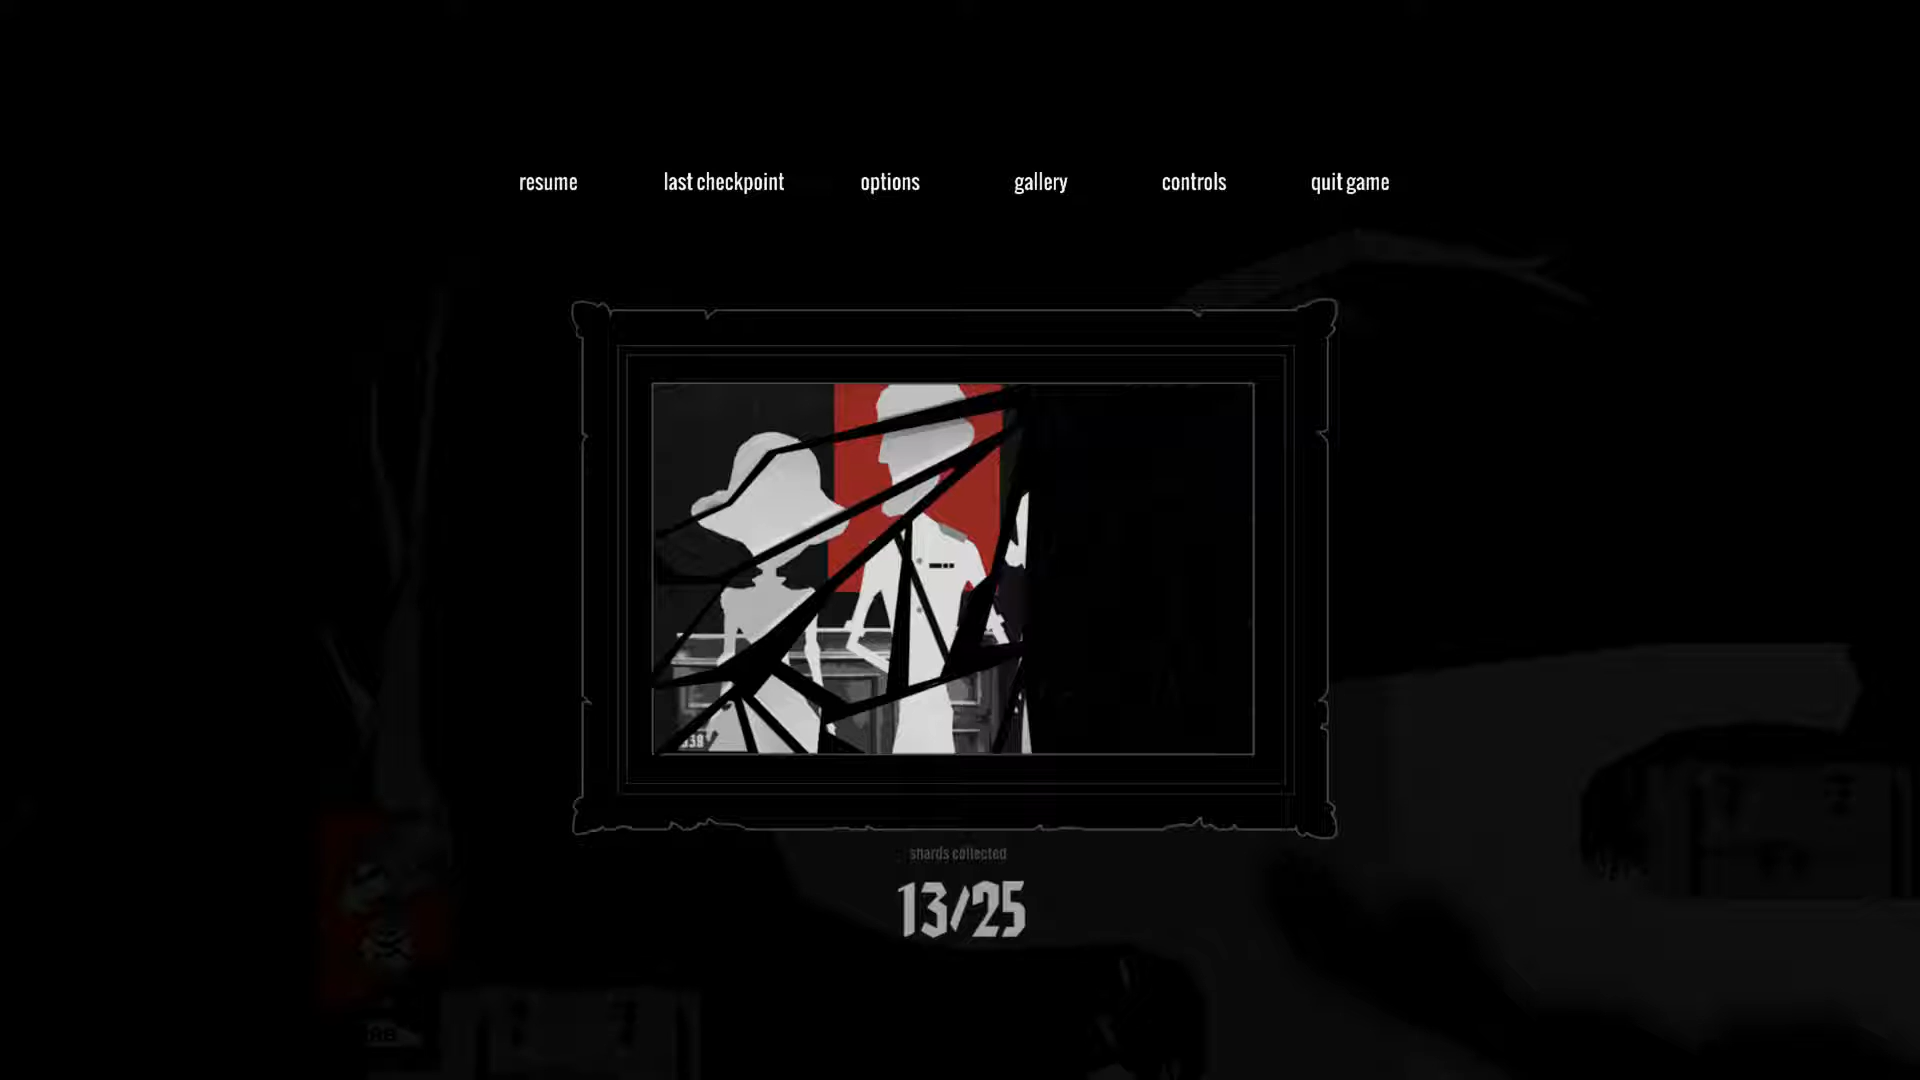 resume last checkpoint options gallery controls quit game
shards collected
13/25